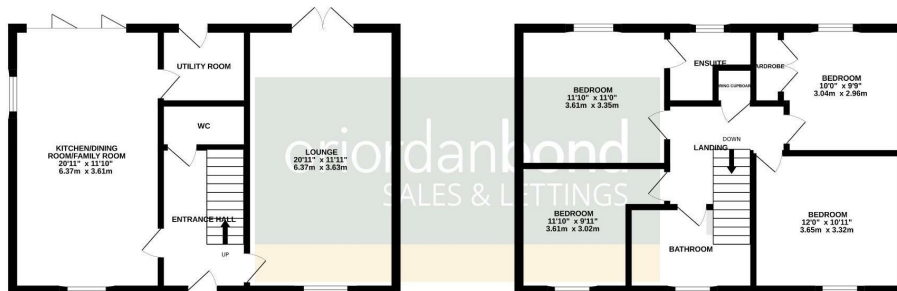 UTILITY ROOM
WC
KITCHEN/DINING
ROOM/FAMILY ROOM
20'11" x 11'10"
6.37m x 3.61m
LOUNGE
20'11" x 11'11"
6.37m x 3.63m
ENTRANCE HALL
UP
BEDROOM
11'10" x 11'0"
3.61m x 3.35m
ENSUITE
BEDROOM
10'0" x 9'9"
3.04m x 2.96m
DOWN
LANDING
BEDROOM
11'10" x 9'11"
3.61m x 3.02m
BATHROOM
BEDROOM
12'0" x 10'11"
3.65m x 3.32m
oriordanbond
SALES & LETTINGS